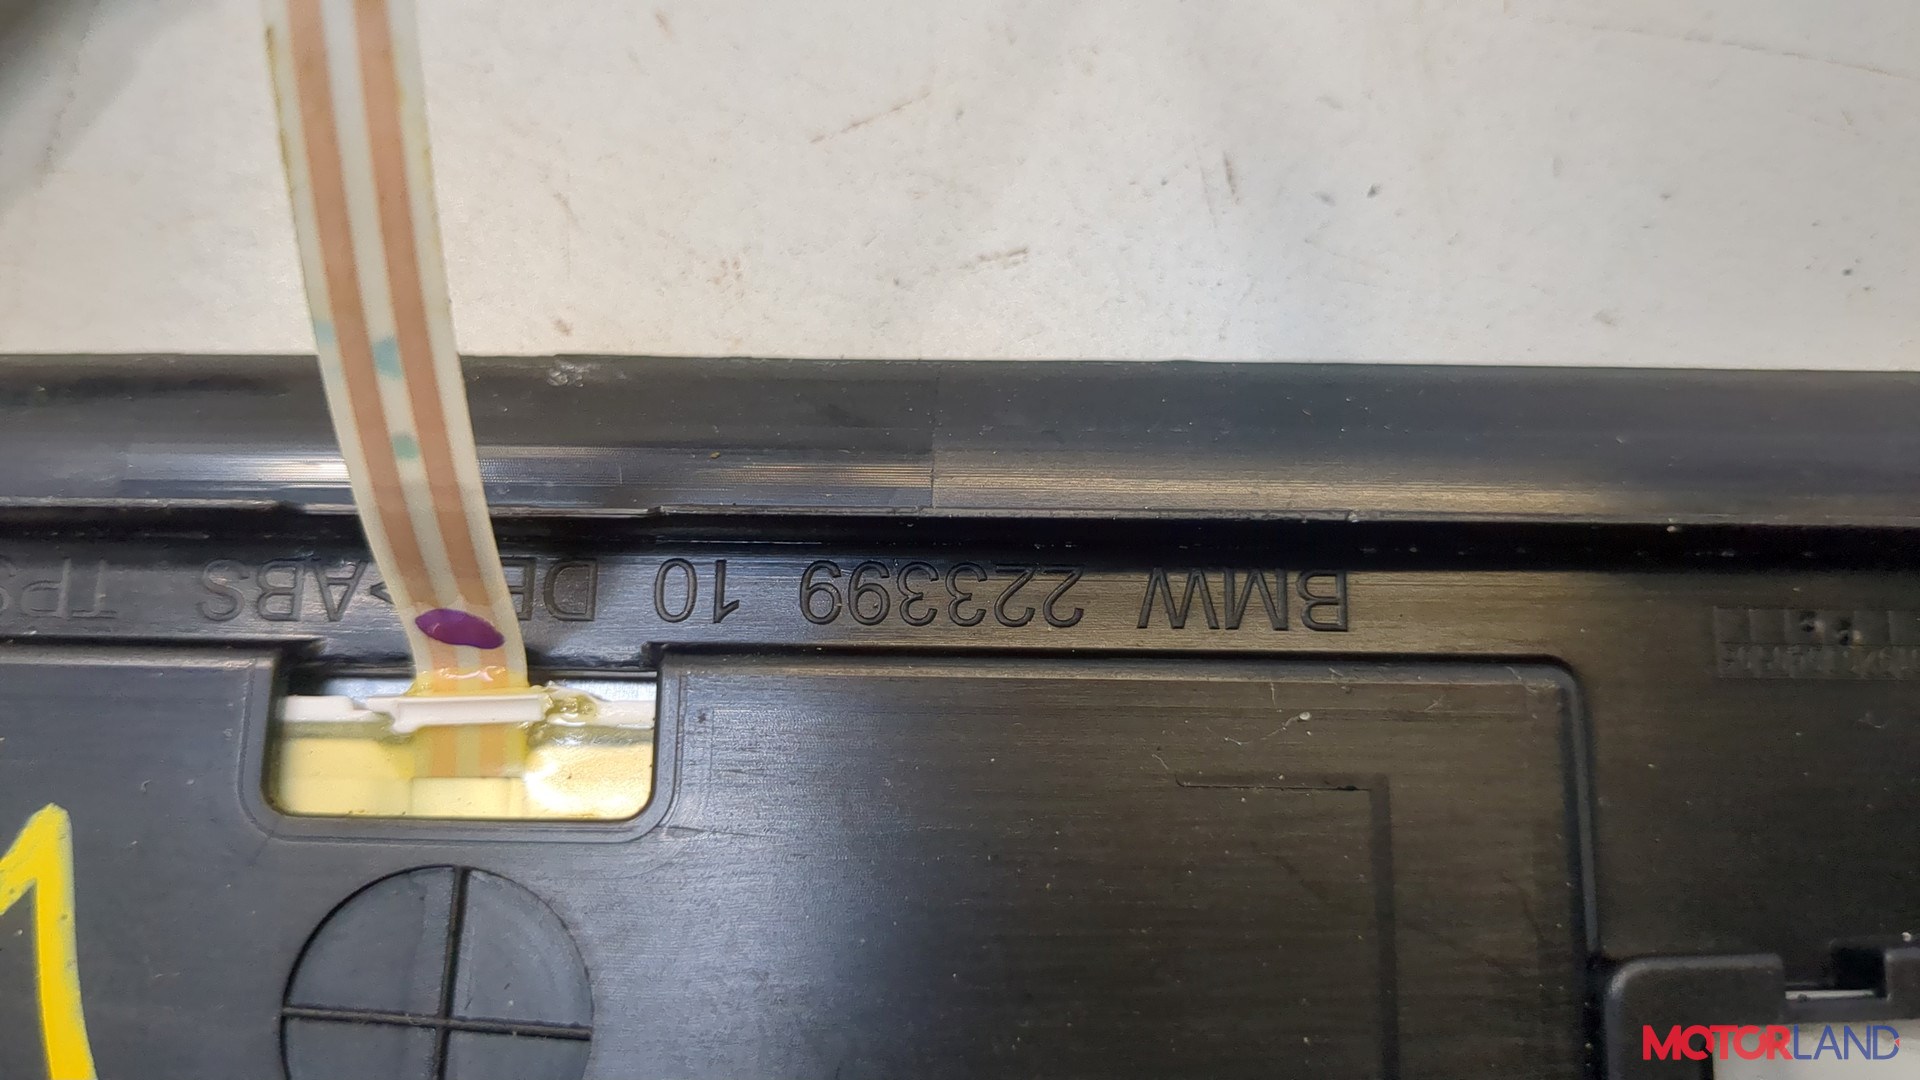 BMW 223399 10 DE >ABS
MOTORLAND